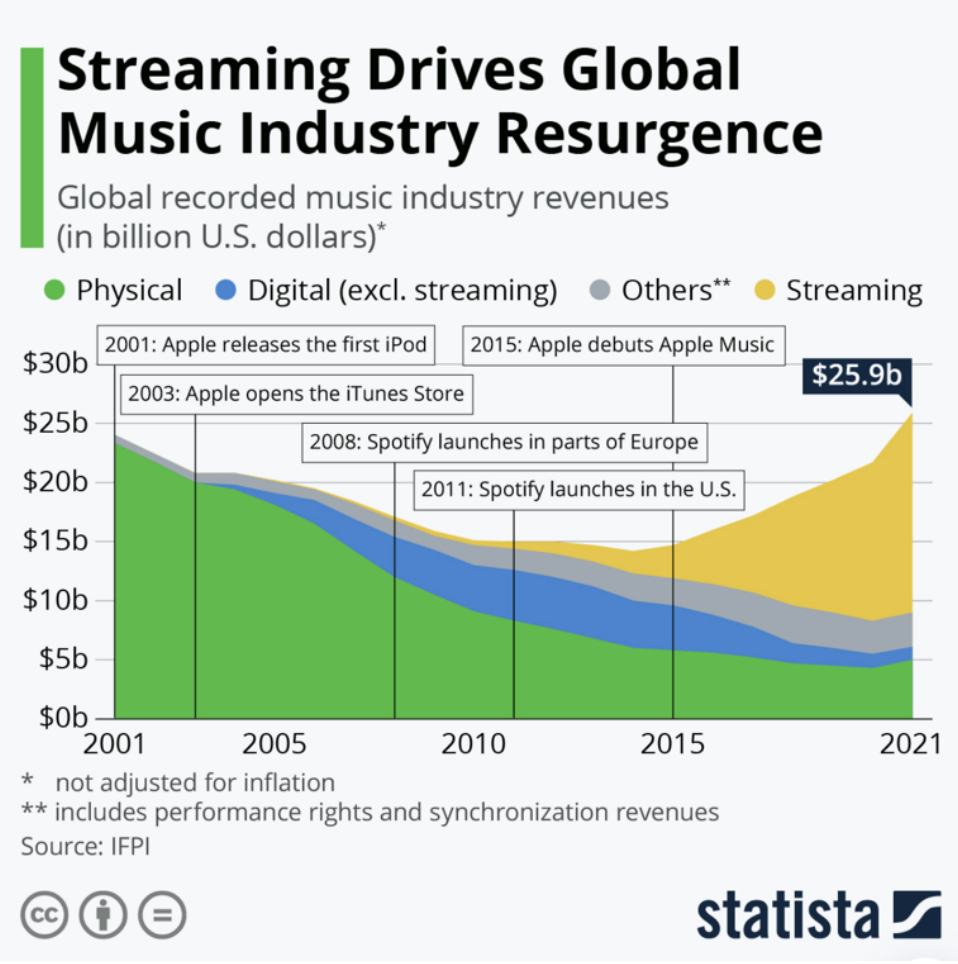 Streaming Drives Global
Music Industry Resurgence
Global recorded music industry revenues
(in billion U.S. dollars)*
Physical Digital (excl. streaming) Others** Streaming
2001: Apple releases the first iPod
2015: Apple debuts Apple Music
$30b
$25.9b
2003: Apple opens the iTunes Store
$25b
2008: Spotify launches in parts of Europe
$20b
2011: Spotify launches in the U.S.
$15b
$10b
$5b
$0b
2001 2005 2010 2015 2021
* not adjusted for inflation
** includes performance rights and synchronization revenues
Source: IFPI
cc =
statista